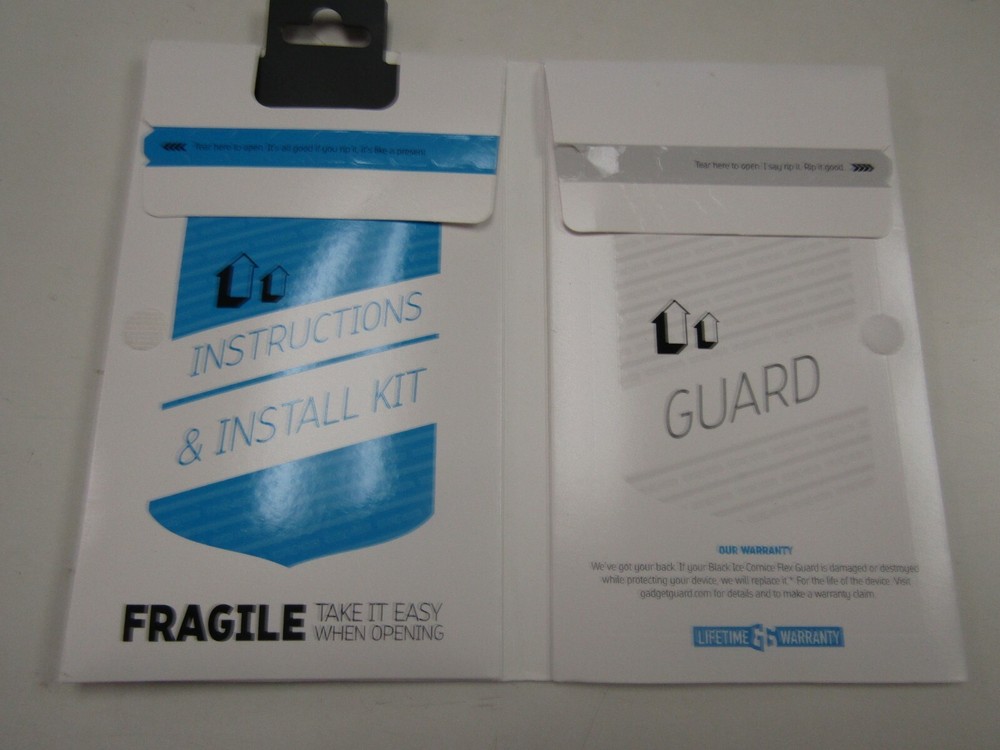 Tear here to open. It's all good if you rip it, it's like a present.
INSTRUCTIONS
& INSTALL KIT
FRAGILE TAKE IT EASY
WHEN OPENING
Tear here to open. I say rip it. Rip it good.
GUARD
OUR WARRANTY
We've got your back. If your Black Ice Cornice Flex Guard is damaged or destroyed
while protecting your device, we will replace it.* For the life of the device. Visit
gadgetguard.com for details and to make a warranty claim.
LIFETIME GG WARRANTY